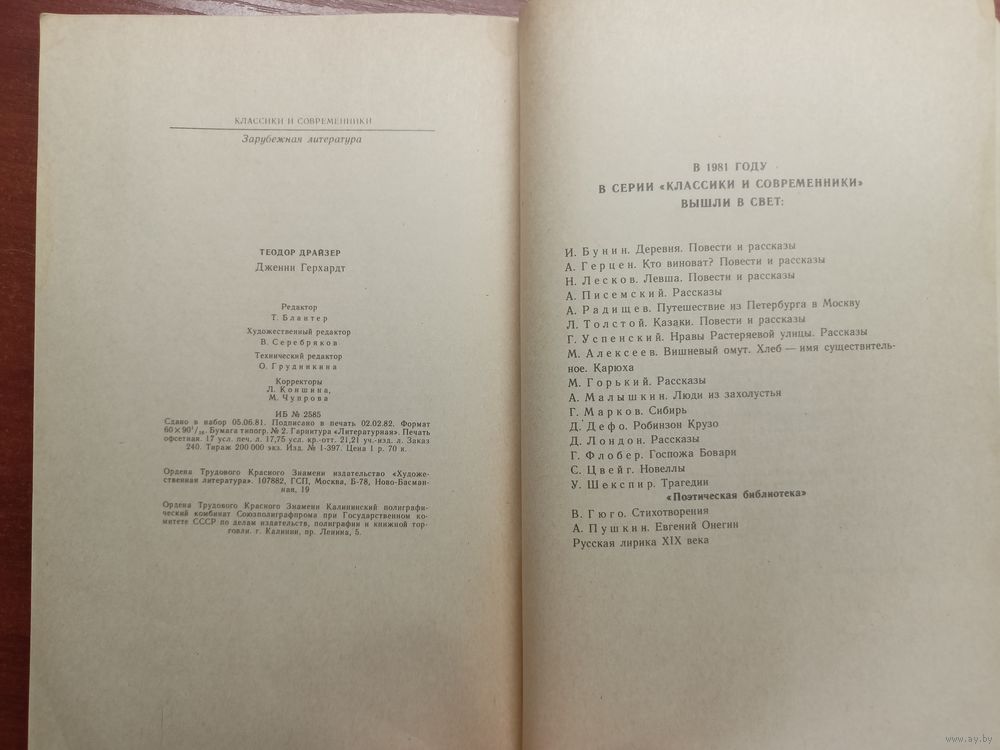 КЛАССИКИ И СОВРЕМЕННИКИ
Зарубежная литература
ТЕОДОР ДРАЙЗЕР
Дженни Герхардт
Редактор
Т. Блантер
Художественный редактор
В. Серебряков
Технический редактор
О. Грудникина
Корректоры
Л. Коншина,
М. Чупрова
ИБ № 2585
Сдано в набор 05.06.81. Подписано в печать 02.02.82. Формат
60×90¹/₁₆. Бумага типогр. № 2. Гарнитура «Литературная». Печать
офсетная. 17 усл. печ. л. 17,75 усл. кр.-отт. 21,21 уч.-изд. л. Заказ
240. Тираж 200 000 экз. Изд. № 1-397. Цена 1 р. 70 к.
Ордена Трудового Красного Знамени издательство «Художе-
ственная литература». 107882, ГСП, Москва, Б-78, Ново-Басман-
ная, 19
Ордена Трудового Красного Знамени Калининский полиграфи-
ческий комбинат Союзполиграфпрома при Государственном ко-
митете СССР по делам издательств, полиграфии и книжной тор-
говли. г. Калинин, пр. Ленина, 5.
В 1981 ГОДУ
В СЕРИИ «КЛАССИКИ И СОВРЕМЕННИКИ»
ВЫШЛИ В СВЕТ:
И. Бунин. Деревня. Повести и рассказы
А. Герцен. Кто виноват? Повести и рассказы
Н. Лесков. Левша. Повести и рассказы
А. Писемский. Рассказы
А. Радищев. Путешествие из Петербурга в Москву
Л. Толстой. Казаки. Повести и рассказы
Г. Успенский. Нравы Растеряевой улицы. Рассказы
М. Алексеев. Вишневый омут. Хлеб — имя существитель-
ное. Карюха
М. Горький. Рассказы
А. Малышкин. Люди из захолустья
Г. Марков. Сибирь
Д. Дефо. Робинзон Крузо
Д. Лондон. Рассказы
Г. Флобер. Госпожа Бовари
С. Цвейг. Новеллы
У. Шекспир. Трагедии
«Поэтическая библиотека»
В. Гюго. Стихотворения
А. Пушкин. Евгений Онегин
Русская лирика XIX века
www.ay.by